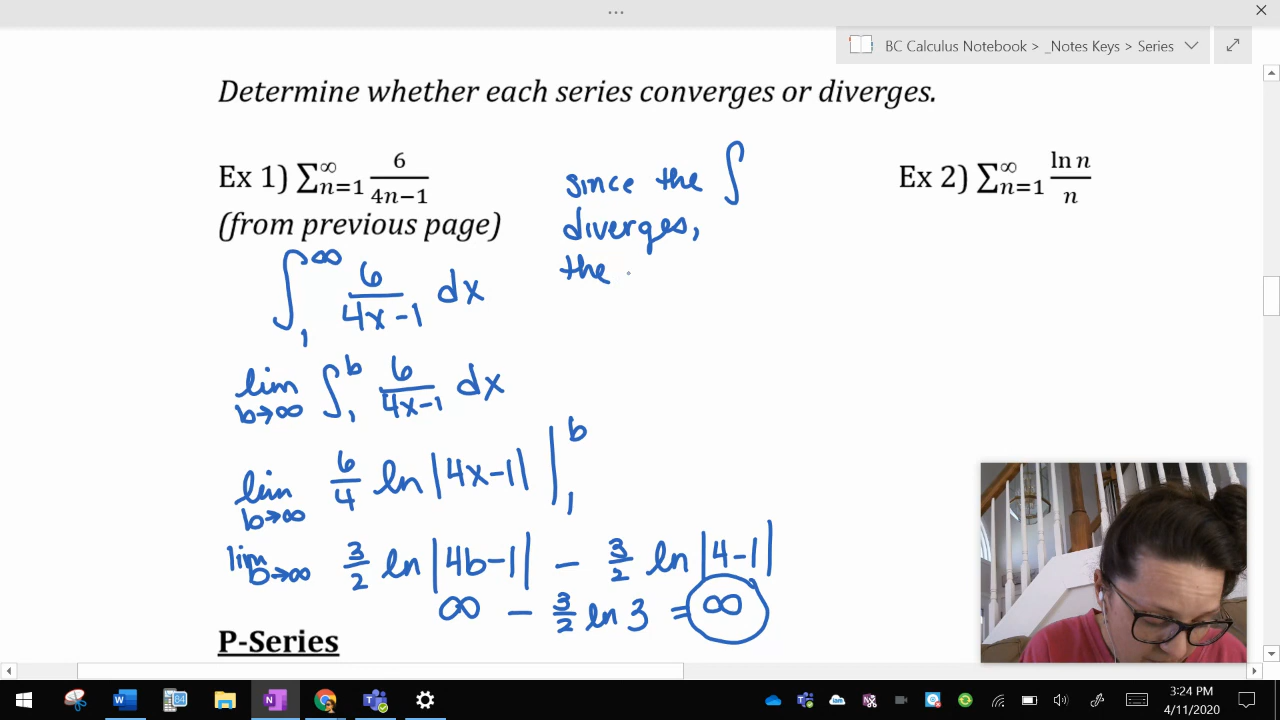 BC Calculus Notebook > _Notes Keys > Series
Determine whether each series converges or diverges.
Ex 1) ∑_{n=1}^{∞} 6/(4n−1)
(from previous page)
∫_1^∞ 6/(4x−1) dx
lim b→∞ ∫_1^b 6/(4x−1) dx
lim b→∞ 6/4 ln|4x−1| |_1^b
lim b→∞ 3/2 ln|4b−1| − 3/2 ln|4−1|
∞ − 3/2 ln 3 = ∞
since the ∫
diverges,
the
Ex 2) ∑_{n=1}^{∞} ln n/n
P-Series
3:24 PM
4/11/2020